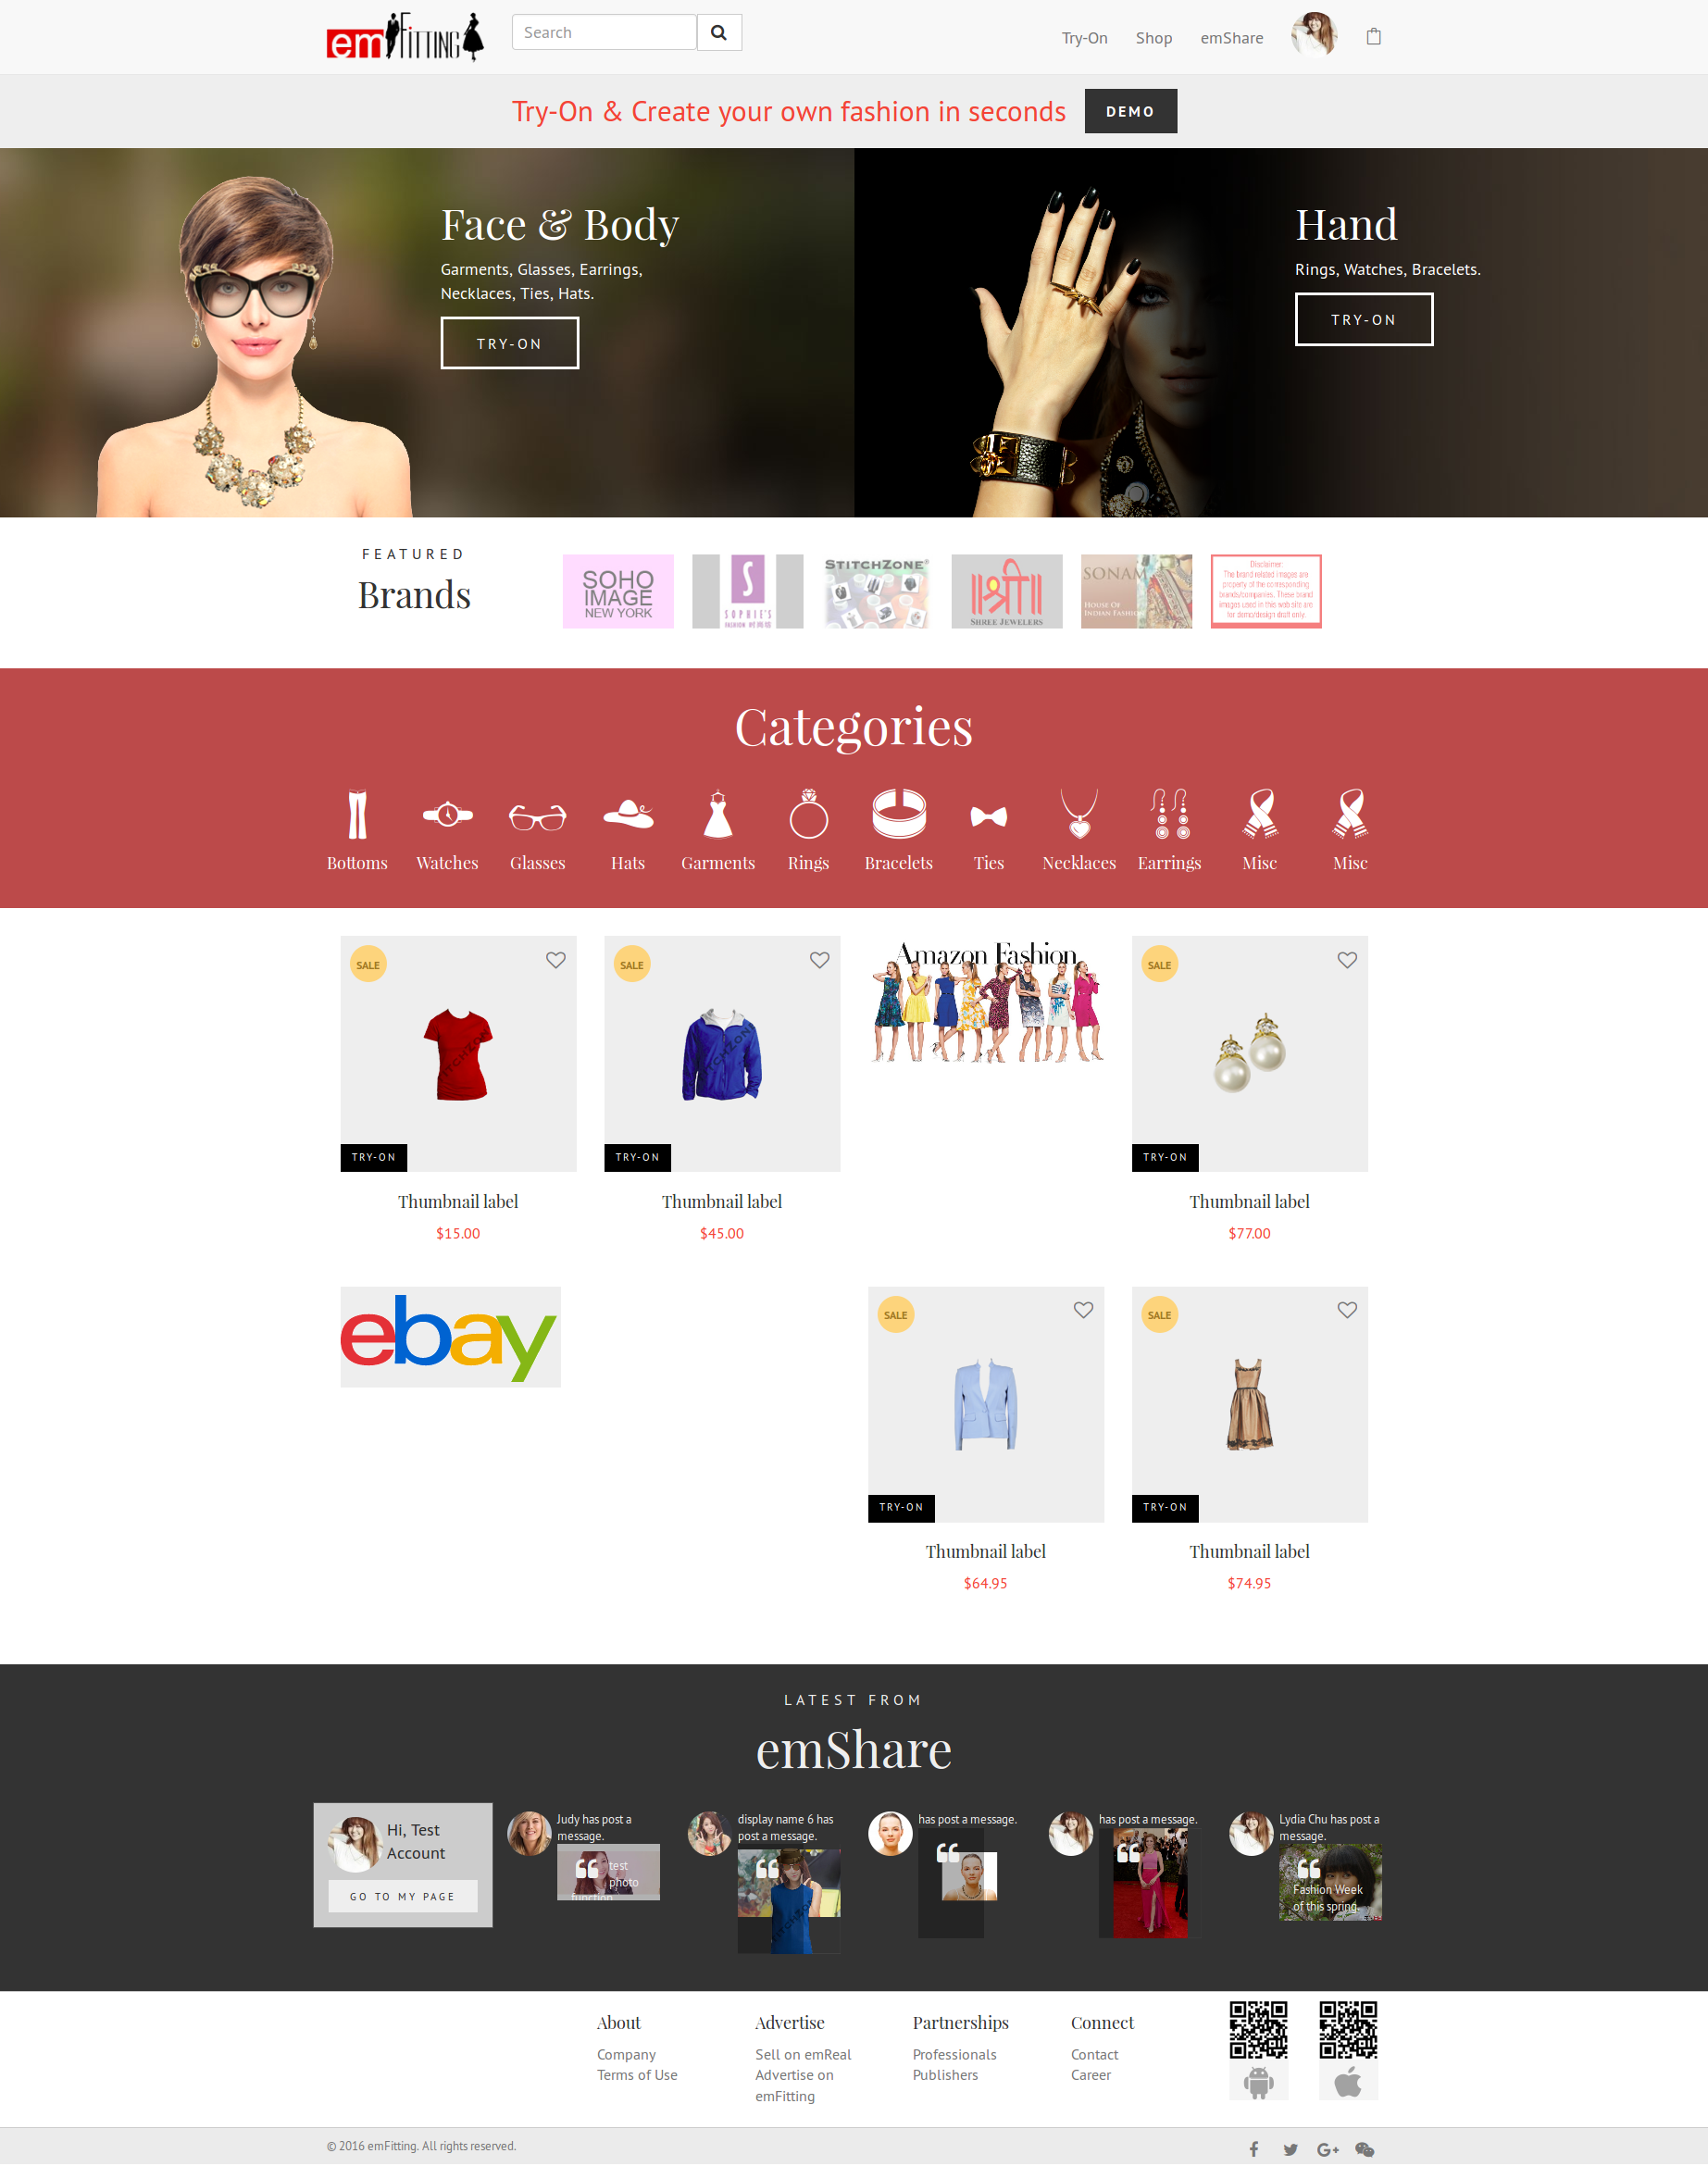 emFITTING
Search
Try-On
Shop
emShare
Try-On & Create your own fashion in seconds
DEMO
Face & Body
Garments, Glasses, Earrings,
Necklaces, Ties, Hats.
TRY-ON
Hand
Rings, Watches, Bracelets.
TRY-ON
FEATURED
Brands
SOHO
IMAGE
NEW YORK
S
SOPHIE'S
STITCHZONE®
श्री
SHREE JEWELERS
SONAM
HOUSE OF
INDIAN FASHION
Disclaimer:
The brand related images are
property of the corresponding
brands/companies. These brand
images used in this web site are
for demo/design draft only.
Categories
Bottoms
Watches
Glasses
Hats
Garments
Rings
Bracelets
Ties
Necklaces
Earrings
Misc
Misc
SALE
TRY-ON
Thumbnail label
$15.00
SALE
TRY-ON
Thumbnail label
$45.00
Amazon Fashion
SALE
TRY-ON
Thumbnail label
$77.00
ebay
SALE
TRY-ON
Thumbnail label
$64.95
SALE
TRY-ON
Thumbnail label
$74.95
LATEST FROM
emShare
Hi, Test
Account
GO TO MY PAGE
Judy has post a
message.
test
photo
function
display name 6 has
post a message.
has post a message.
has post a message.
Lydia Chu has post a
message.
Fashion Week
of this spring.
About
Company
Terms of Use
Advertise
Sell on emReal
Advertise on
emFitting
Partnerships
Professionals
Publishers
Connect
Contact
Career
© 2016 emFitting. All rights reserved.